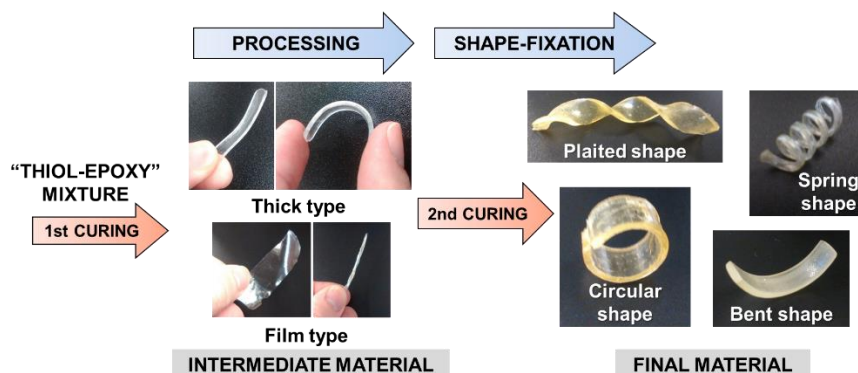 PROCESSING
SHAPE-FIXATION
"THIOL-EPOXY"
MIXTURE
1st CURING
Thick type
Film type
INTERMEDIATE MATERIAL
2nd CURING
Plaited shape
Spring
shape
Circular
shape
Bent shape
FINAL MATERIAL